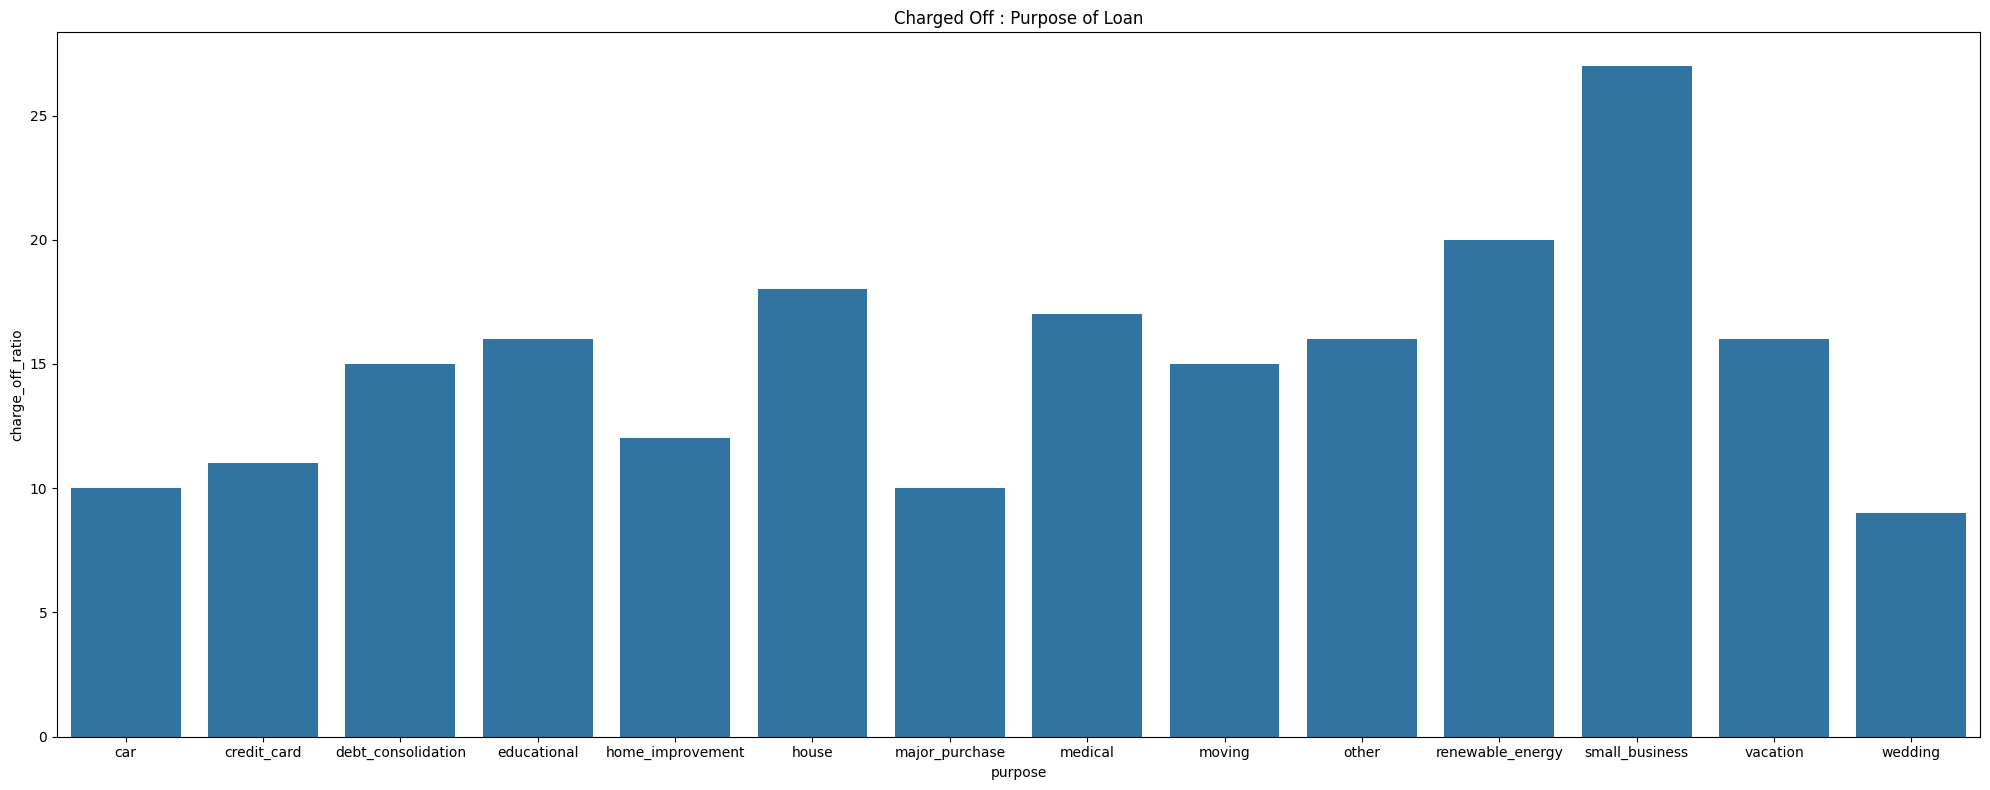 Charged Off : Purpose of Loan
charge_off_ratio
25
20
15
10
5
0
car credit_card debt_consolidation educational home_improvement house major_purchase medical moving other renewable_energy small_business vacation wedding
purpose